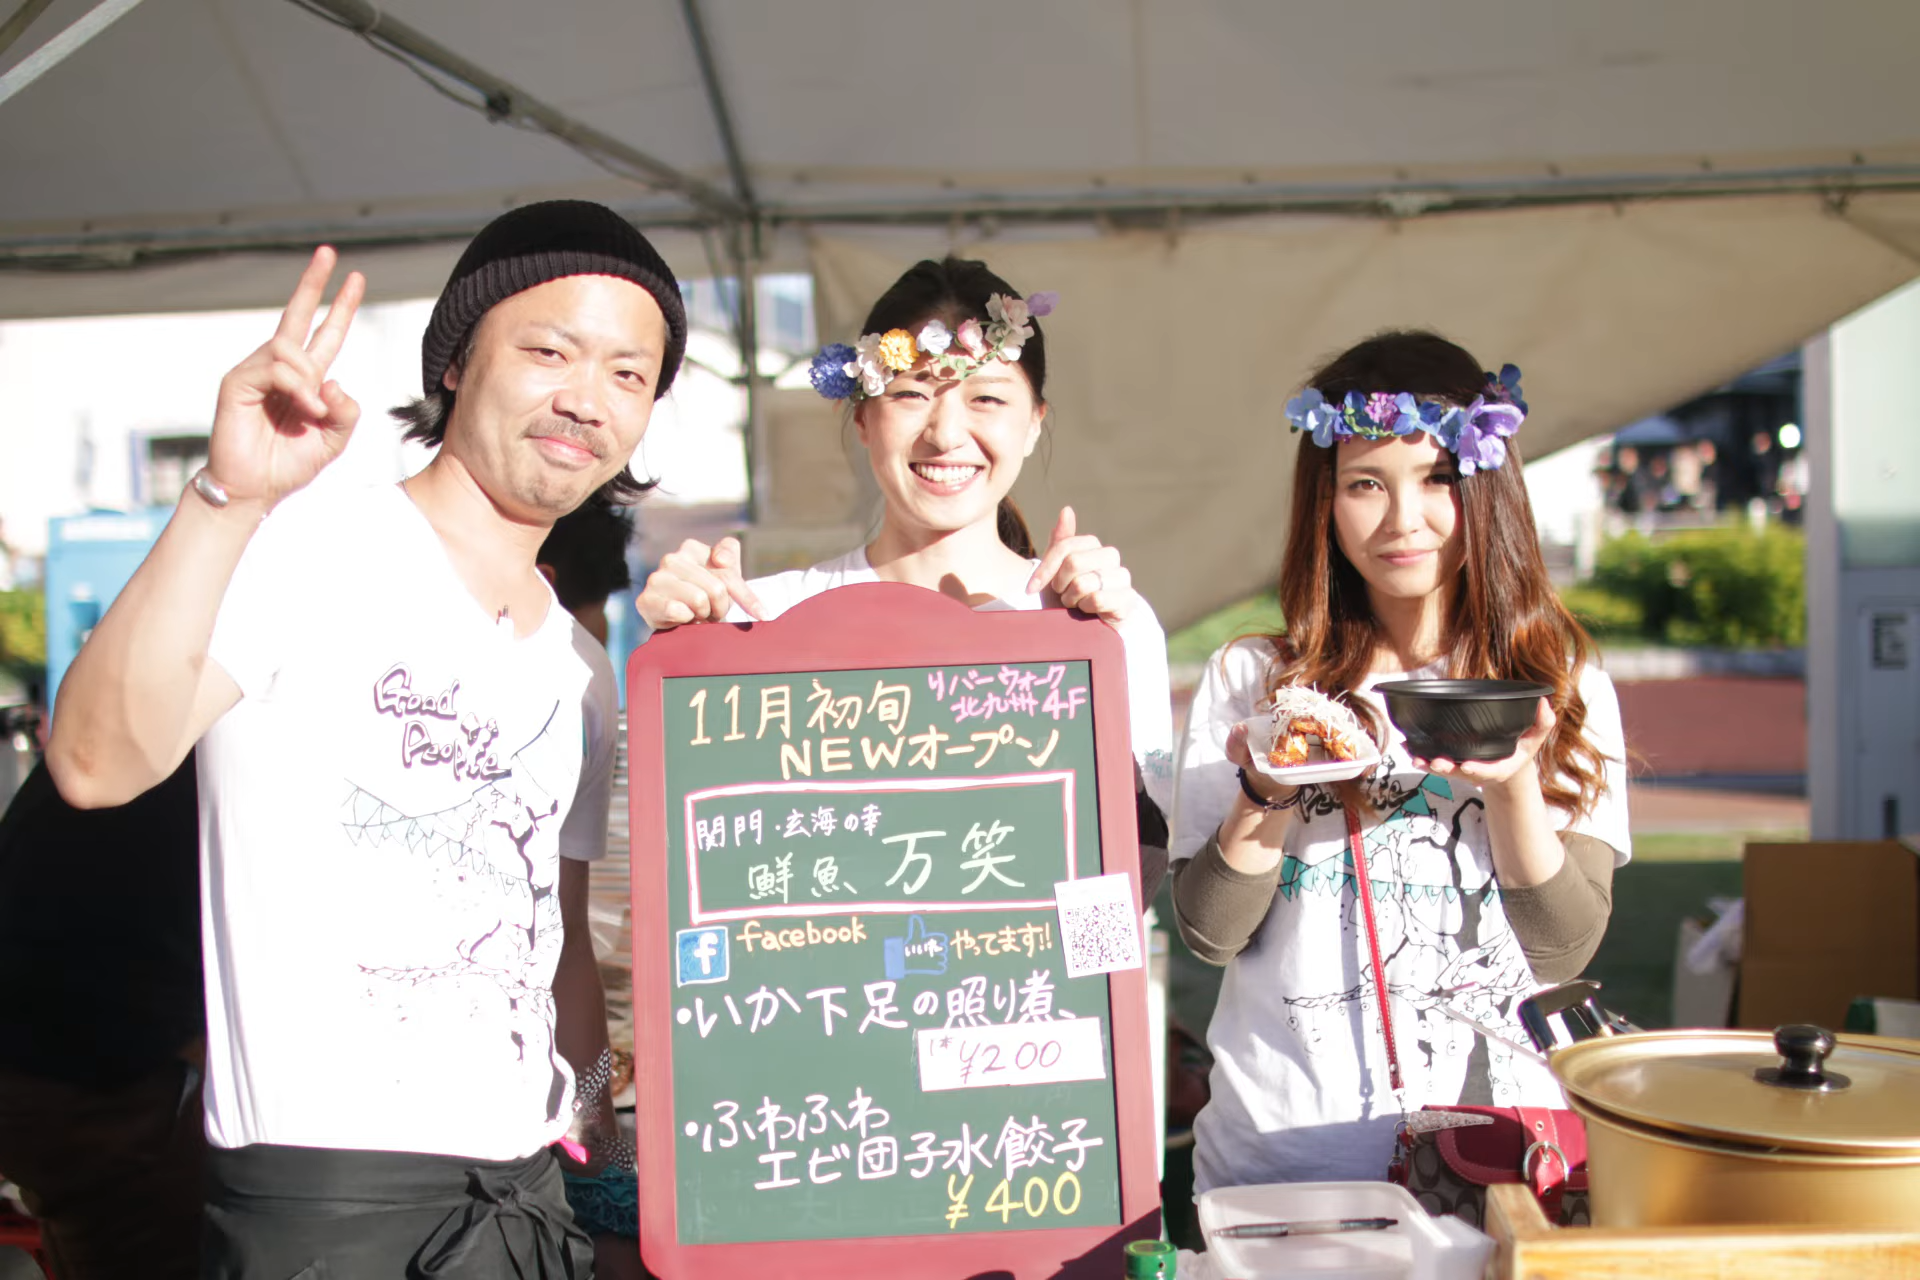 Good
People
11月初旬
リバーウォーク
北九州 4F
NEWオープン
関門・玄海の幸
鮮魚 万笑
f facebook いいね やってます!!
・いか下足の照り煮
1本 ¥200
・ふわふわ
エビ団子水餃子
¥400
People